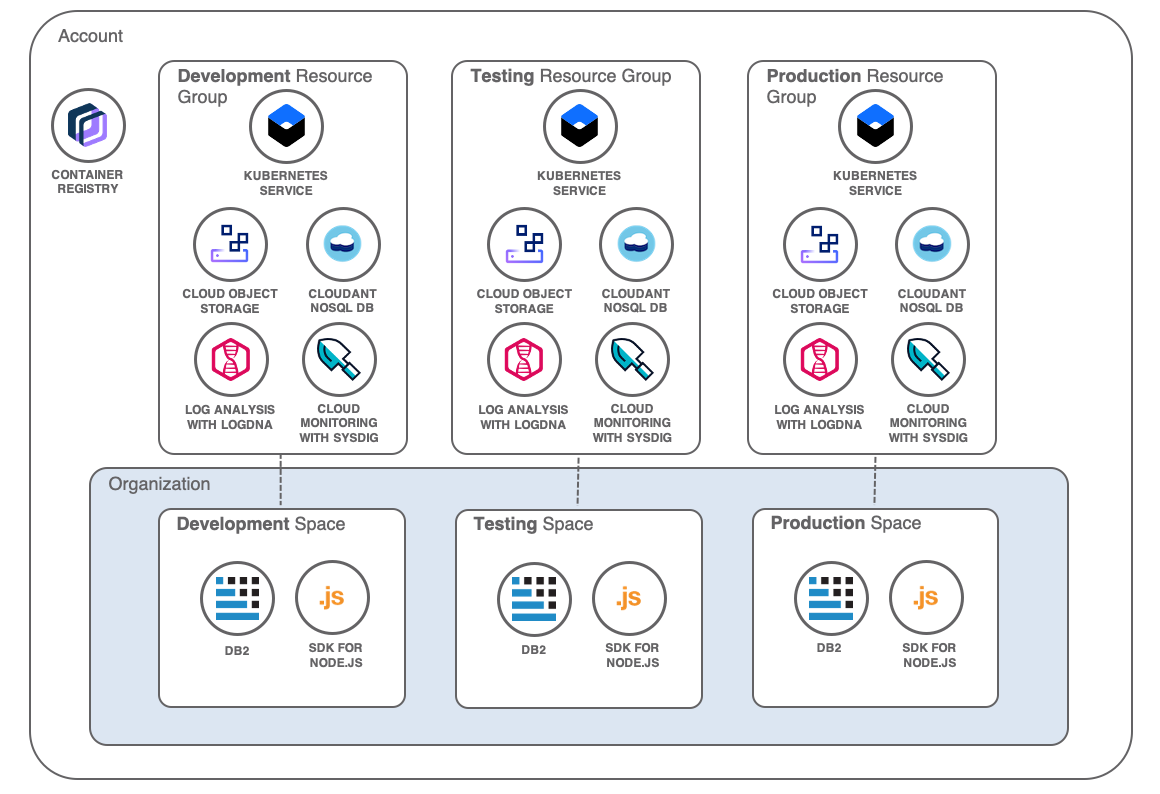 Account
CONTAINER
REGISTRY
Development Resource
Group
KUBERNETES
SERVICE
CLOUD OBJECT
STORAGE
CLOUDANT
NOSQL DB
LOG ANALYSIS
WITH LOGDNA
CLOUD
MONITORING
WITH SYSDIG
Testing Resource Group
KUBERNETES
SERVICE
CLOUD OBJECT
STORAGE
CLOUDANT
NOSQL DB
LOG ANALYSIS
WITH LOGDNA
CLOUD
MONITORING
WITH SYSDIG
Production Resource
Group
KUBERNETES
SERVICE
CLOUD OBJECT
STORAGE
CLOUDANT
NOSQL DB
LOG ANALYSIS
WITH LOGDNA
CLOUD
MONITORING
WITH SYSDIG
Organization
Development Space
DB2
.js
SDK FOR
NODE.JS
Testing Space
DB2
.js
SDK FOR
NODE.JS
Production Space
DB2
.js
SDK FOR
NODE.JS